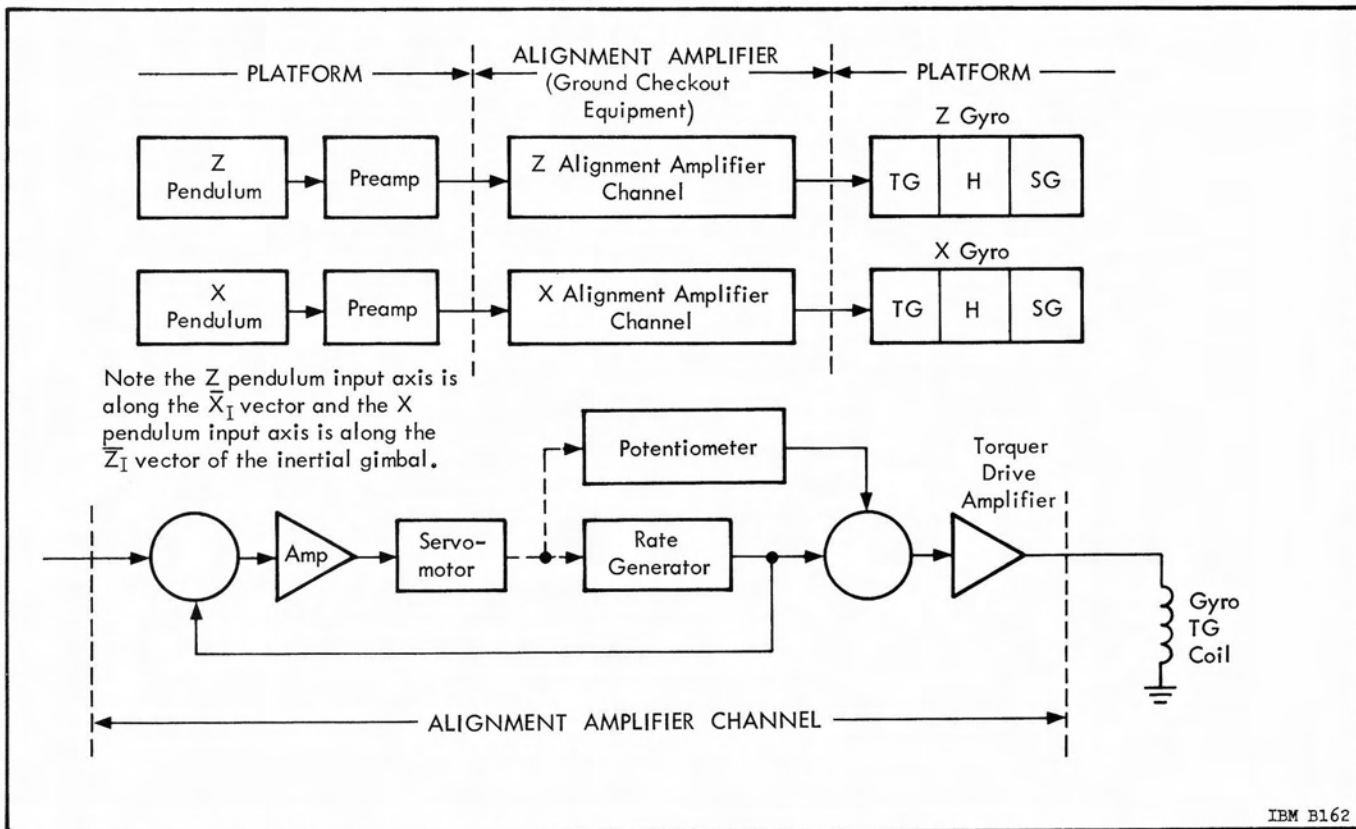 PLATFORM
ALIGNMENT AMPLIFIER
(Ground Checkout
Equipment)
PLATFORM
Z
Pendulum
Preamp
Z Alignment Amplifier
Channel
Z Gyro
TG H SG
X
Pendulum
Preamp
X Alignment Amplifier
Channel
X Gyro
TG H SG
Note the Z pendulum input axis is
along the X̅I vector and the X
pendulum input axis is along the
Z̅I vector of the inertial gimbal.
Potentiometer
Torquer
Drive
Amplifier
Amp
Servo-
motor
Rate
Generator
Gyro
TG
Coil
ALIGNMENT AMPLIFIER CHANNEL
IBM B162